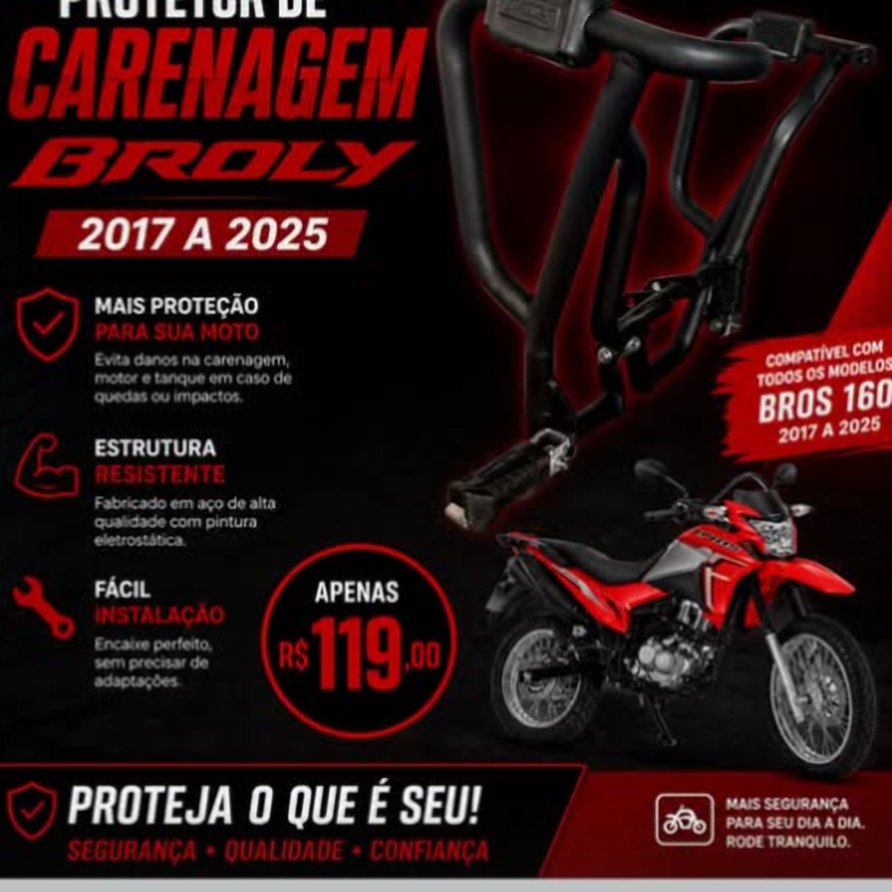 PROTETOR DE
CARENAGEM
BROLY
2017 A 2025
MAIS PROTEÇÃO
PARA SUA MOTO
Evita danos na carenagem,
motor e tanque em caso de
quedas ou impactos.
ESTRUTURA
RESISTENTE
Fabricado em aço de alta
qualidade com pintura
eletrostática.
FÁCIL
INSTALAÇÃO
Encaixe perfeito,
sem precisar de
adaptações.
APENAS
R$119,00
COMPATÍVEL COM
TODOS OS MODELOS
BROS 160
2017 A 2025
PROTEJA O QUE É SEU!
SEGURANÇA • QUALIDADE • CONFIANÇA
MAIS SEGURANÇA
PARA SEU DIA A DIA.
RODE TRANQUILO.